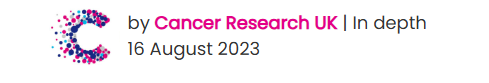 by Cancer Research UK | In depth
16 August 2023